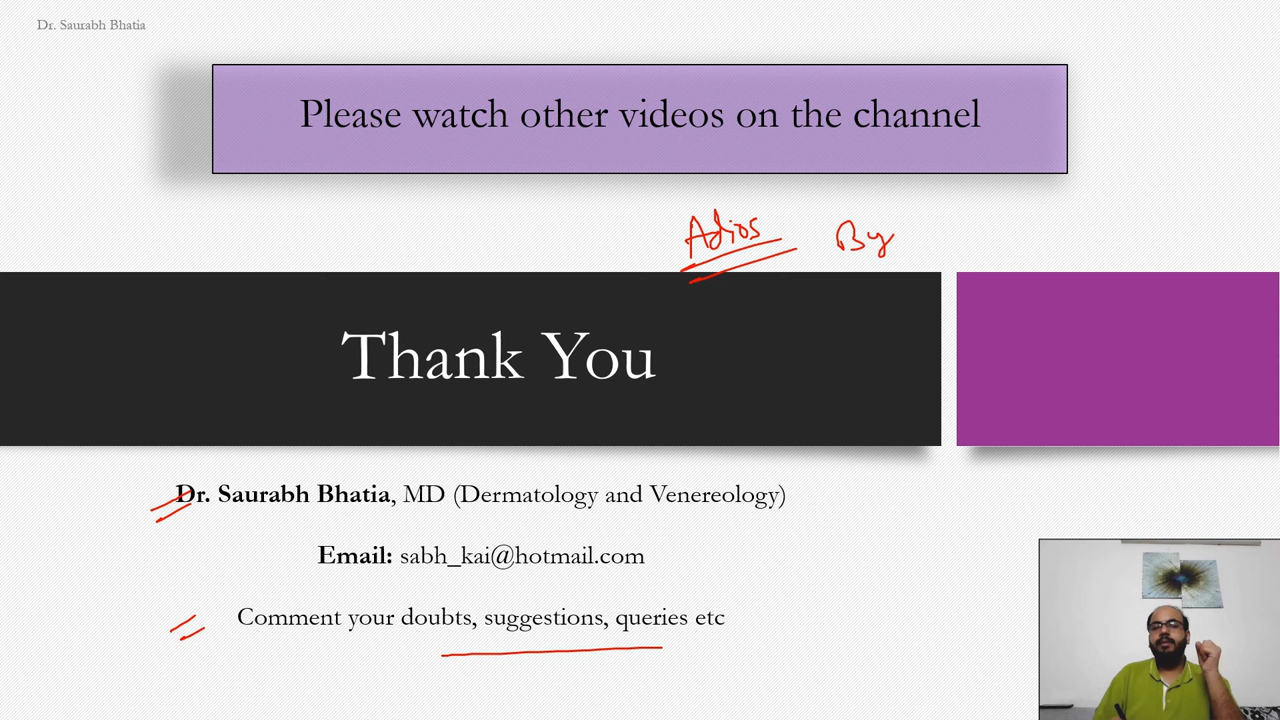 Dr. Saurabh Bhatia
Please watch other videos on the channel
Adios By
Thank You
Dr. Saurabh Bhatia, MD (Dermatology and Venereology)
Email: sabh_kai@hotmail.com
Comment your doubts, suggestions, queries etc